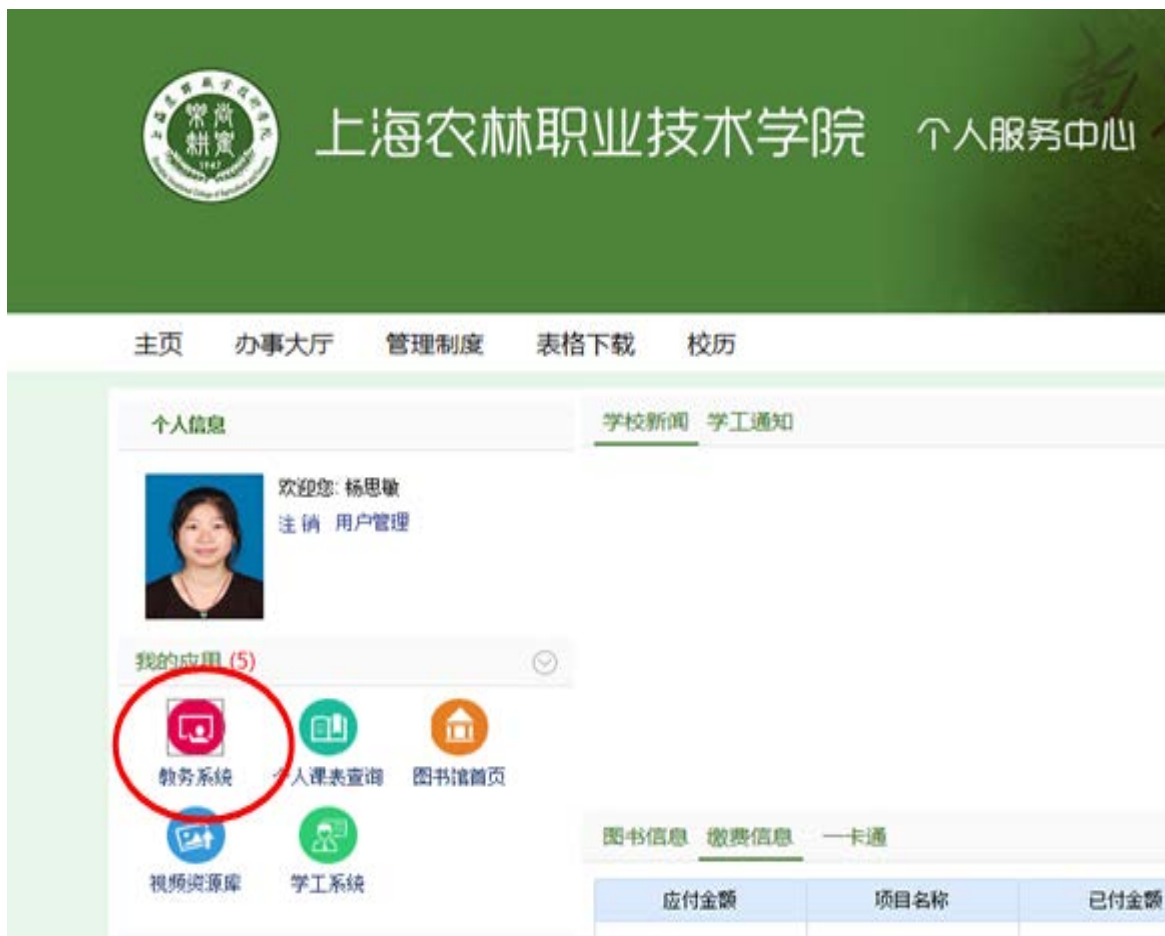 上海农林职业技术学院 个人服务中心
樂尚
耕寬
1947
主页 办事大厅 管理制度 表格下载 校历
个人信息
学校新闻 学工通知
欢迎您: 杨思敏
注销 用户管理
我的应用 (5)
教务系统 个人课表查询 图书馆首页
视频资源库 学工系统
图书信息 缴费信息 一卡通
应付金额 项目名称 已付金额